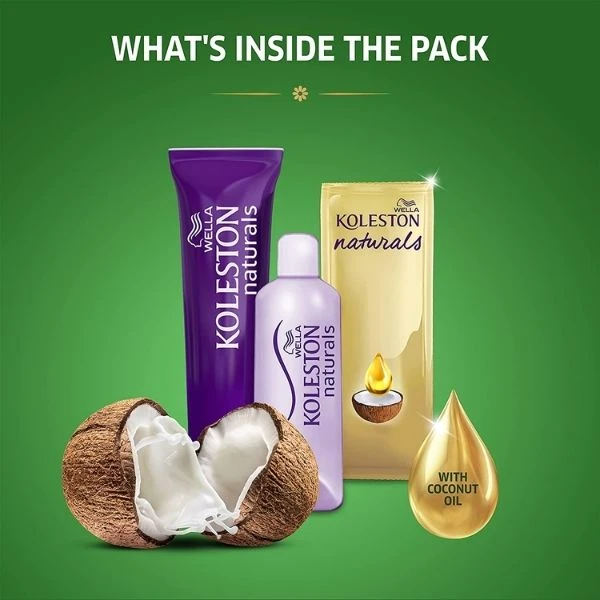 WHAT'S INSIDE THE PACK
WELLA
KOLESTON
naturals
WELLA
KOLESTON
naturals
WELLA
KOLESTON
naturals
WITH
COCONUT
OIL